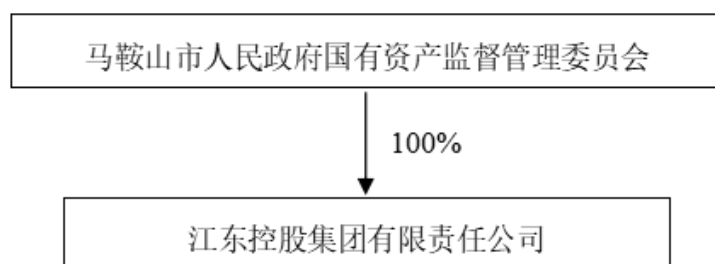 马鞍山市人民政府国有资产监督管理委员会
100%
江东控股集团有限责任公司